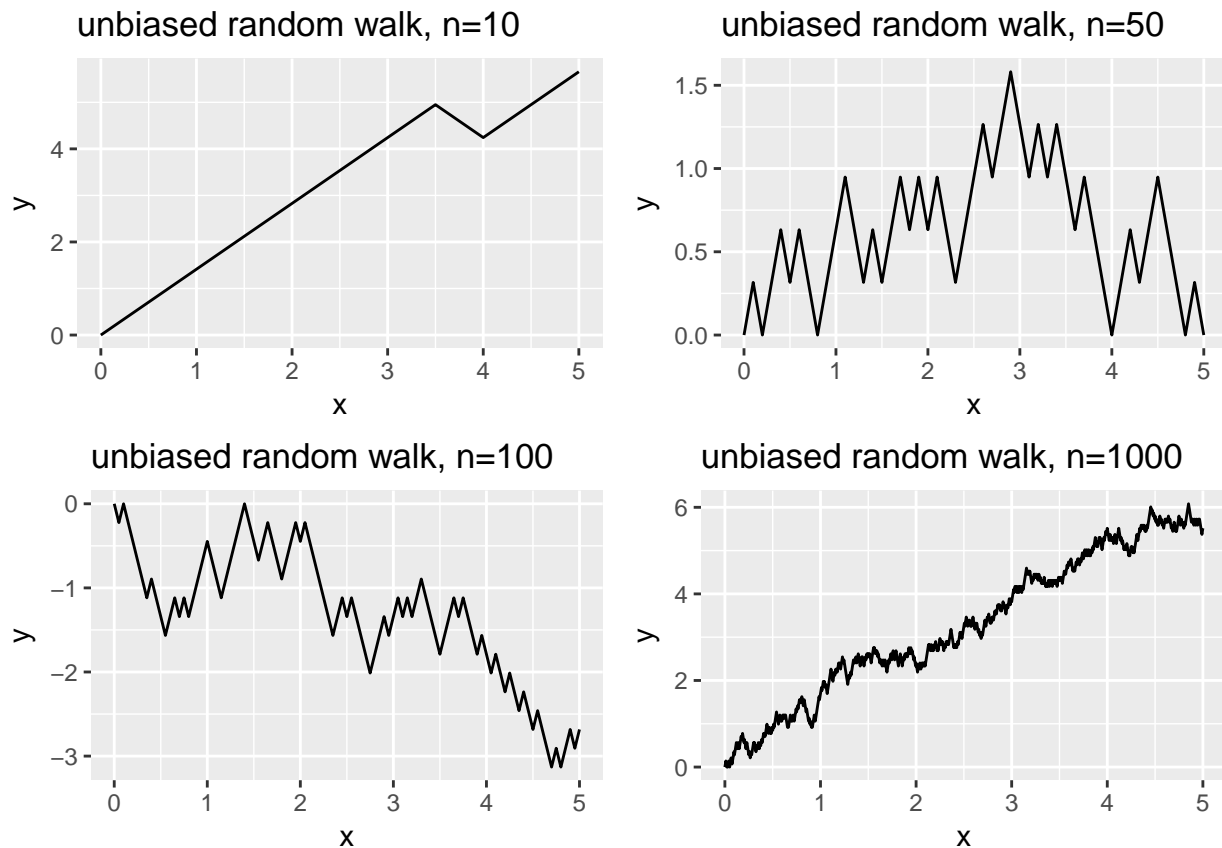 unbiased random walk, n=10
4
2
0
y
0 1 2 3 4 5
x
unbiased random walk, n=50
1.5
1.0
0.5
0.0
y
0 1 2 3 4 5
x
unbiased random walk, n=100
0
−1
−2
−3
y
0 1 2 3 4 5
x
unbiased random walk, n=1000
6
4
2
0
y
0 1 2 3 4 5
x